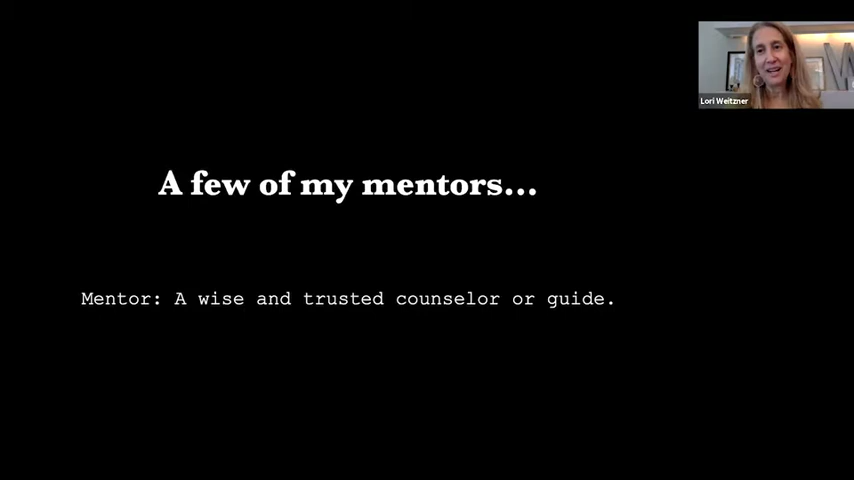 A few of my mentors...
Mentor: A wise and trusted counselor or guide.
Lori Weitzner
W